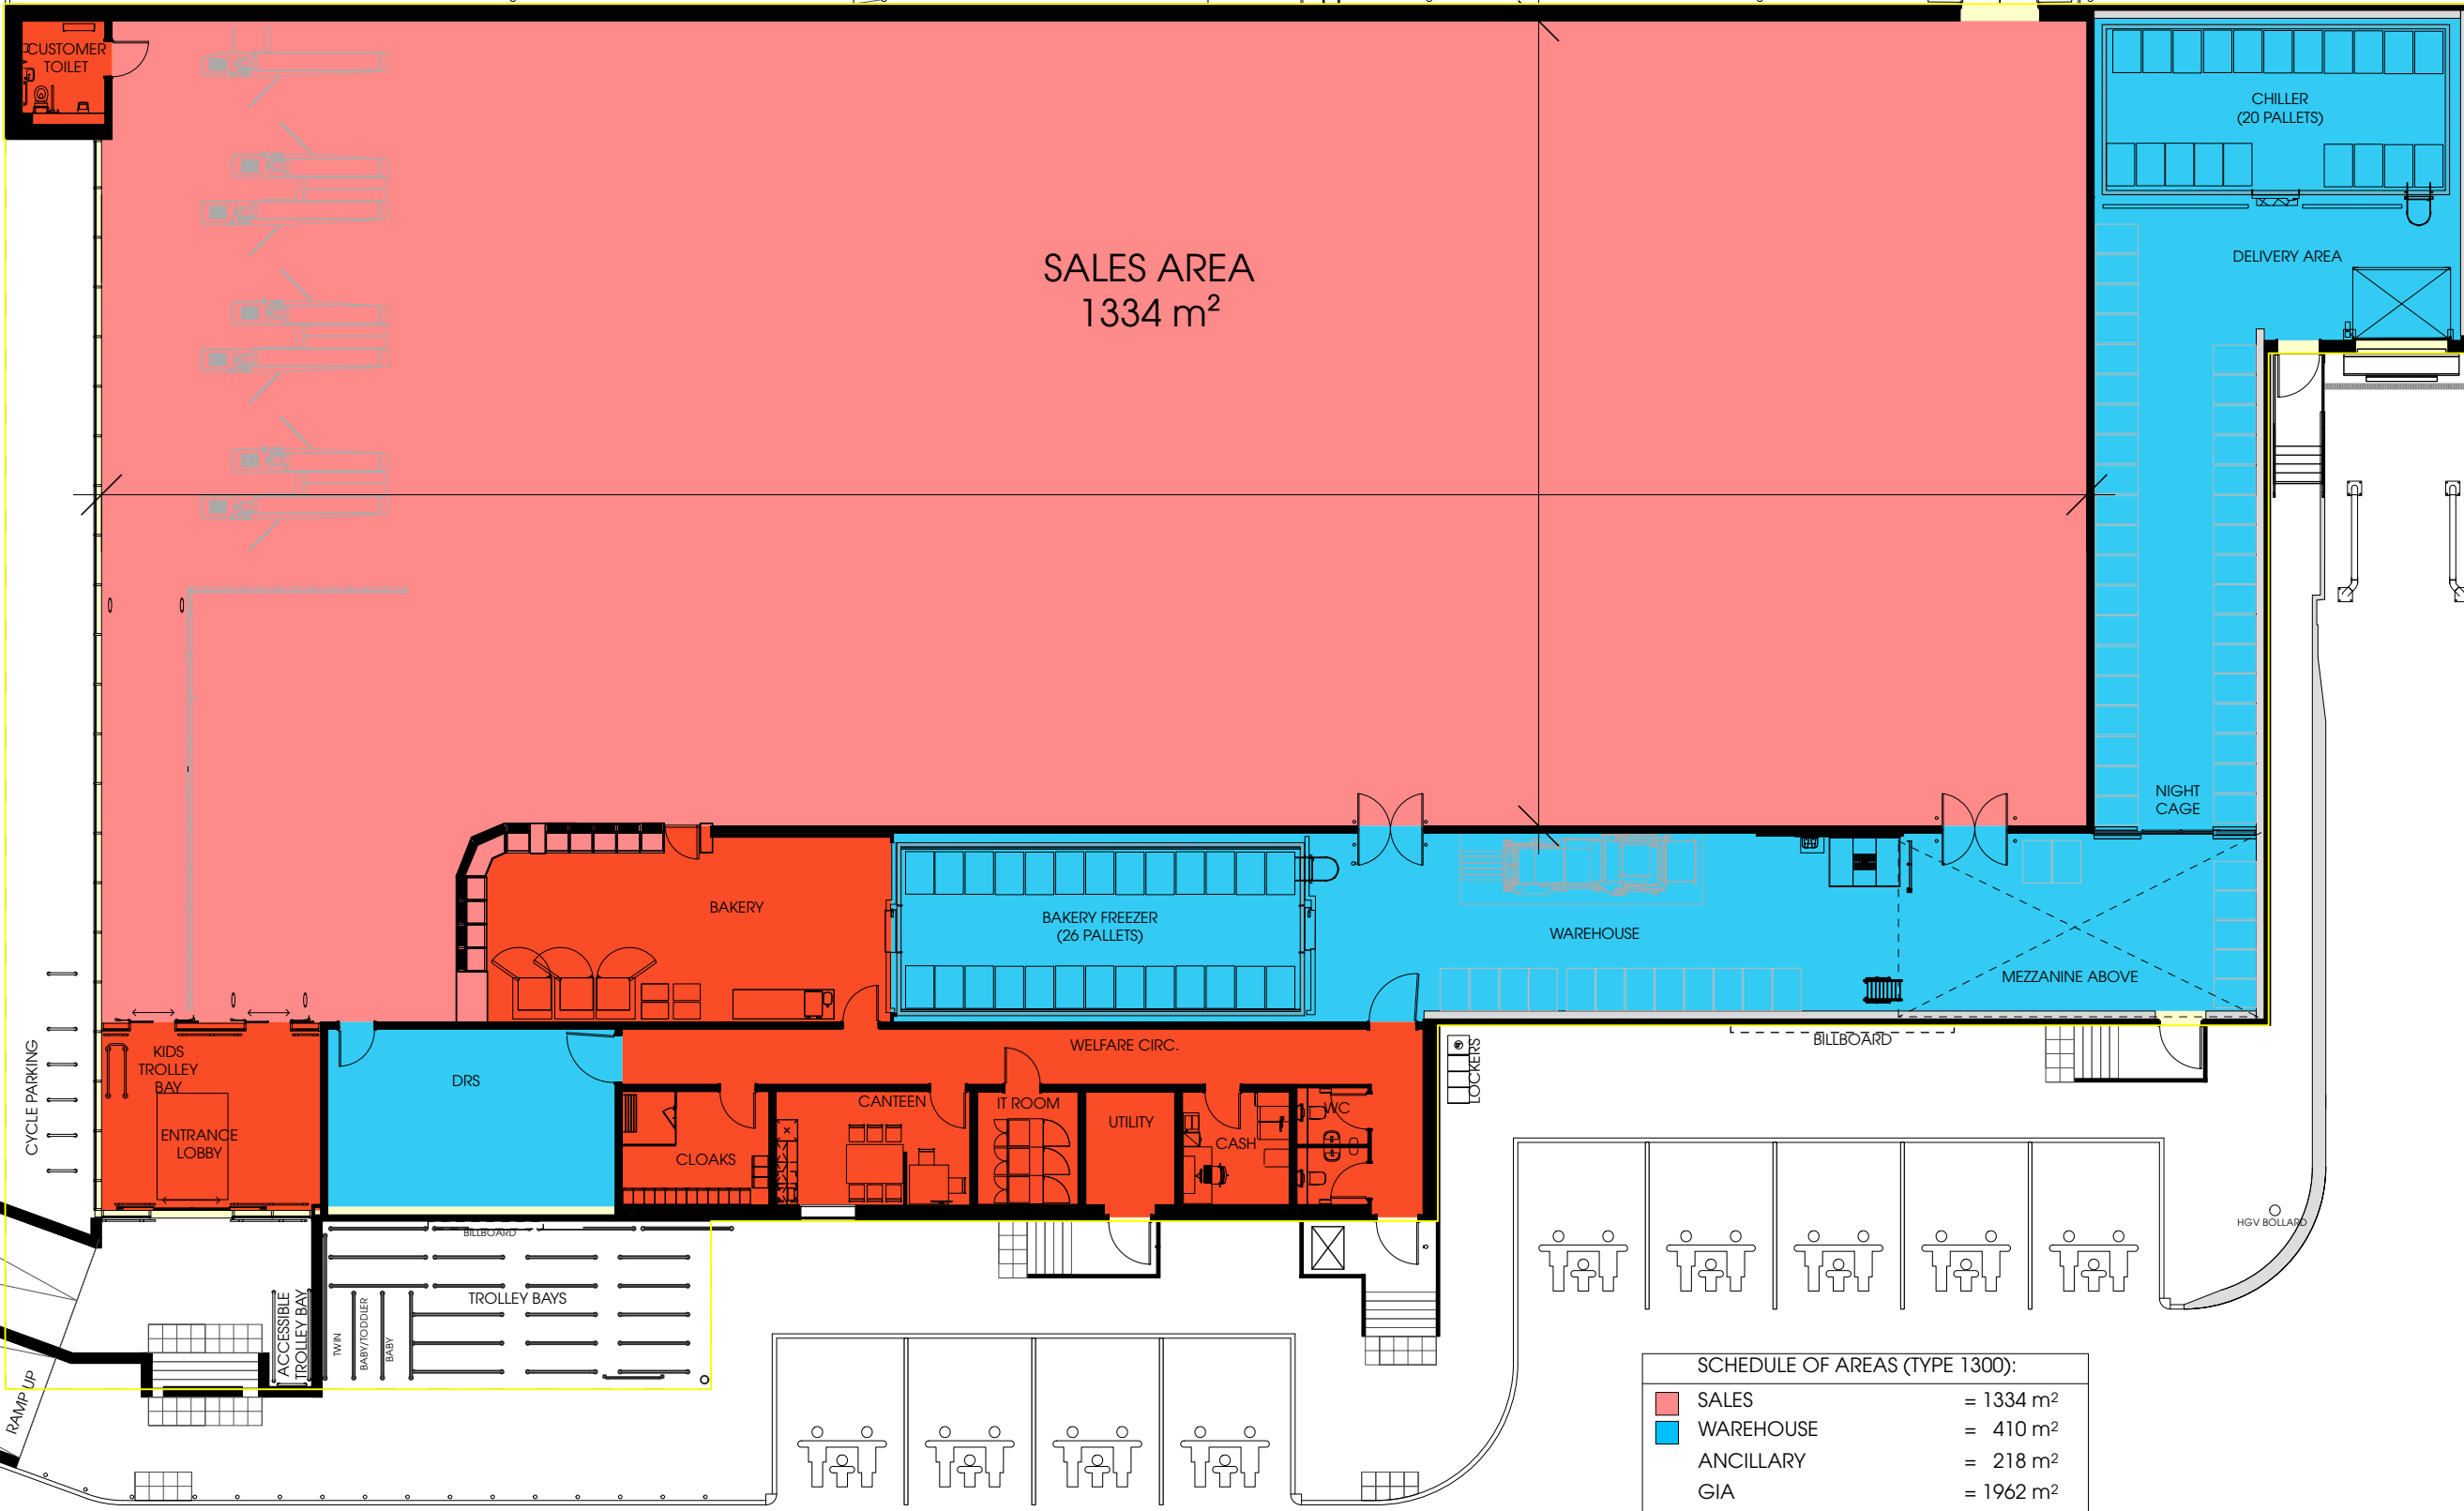 CUSTOMER
TOILET
CHILLER
(20 PALLETS)
DELIVERY AREA
SALES AREA
1334 m²
NIGHT
CAGE
BAKERY
BAKERY FREEZER
(26 PALLETS)
WAREHOUSE
MEZZANINE ABOVE
BILLBOARD
LOCKERS
WELFARE CIRC.
CYCLE PARKING
KIDS
TROLLEY
BAY
ENTRANCE
LOBBY
DRS
CLOAKS
CANTEEN
IT ROOM
UTILITY
CASH
WC
HGV BOLLARD
BILLBOARD
TROLLEY BAYS
ACCESSIBLE
TROLLEY BAY
TWIN
BABY/TODDLER
BABY
RAMP UP
SCHEDULE OF AREAS (TYPE 1300):
SALES = 1334 m²
WAREHOUSE = 410 m²
ANCILLARY = 218 m²
GIA = 1962 m²